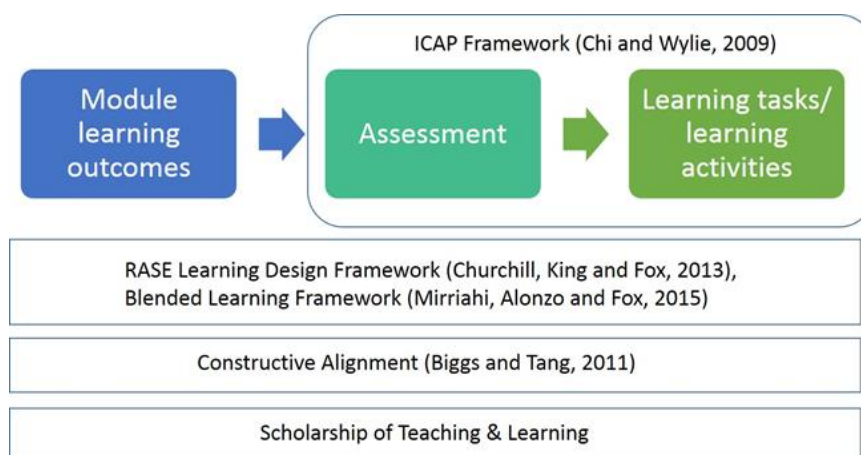 ICAP Framework (Chi and Wylie, 2009)
Module
learning
outcomes
Assessment
Learning tasks/
learning
activities
RASE Learning Design Framework (Churchill, King and Fox, 2013),
Blended Learning Framework (Mirriahi, Alonzo and Fox, 2015)
Constructive Alignment (Biggs and Tang, 2011)
Scholarship of Teaching & Learning